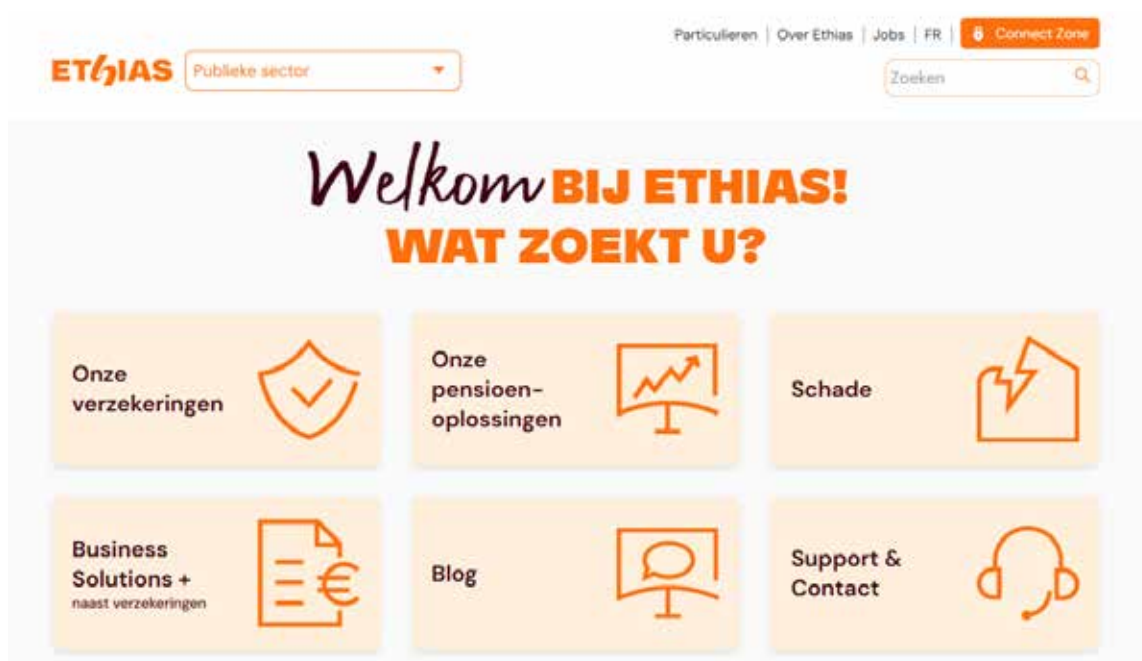 Particulieren | Over Ethias | Jobs | FR | Connect Zone
ETHIAS Publieke sector
Zoeken
Welkom BIJ ETHIAS!
WAT ZOEKT U?
Onze
verzekeringen
Onze
pensioen-
oplossingen
Schade
Business
Solutions +
naast verzekeringen
Blog
Support &
Contact